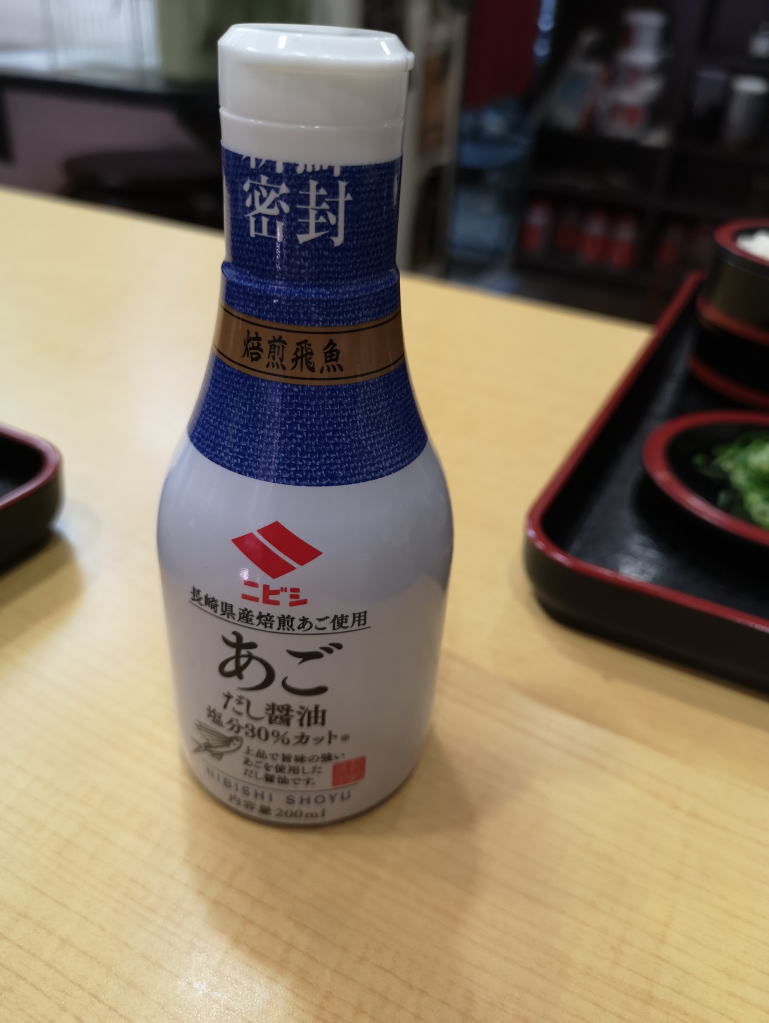 密封
焙煎飛魚
ニビシ
長崎県産焙煎あご使用
あご
だし醤油
塩分30%カット※
上品で旨味の強い
あごを使用した
だし醤油です。
NIBISHI SHOYU
内容量200ml